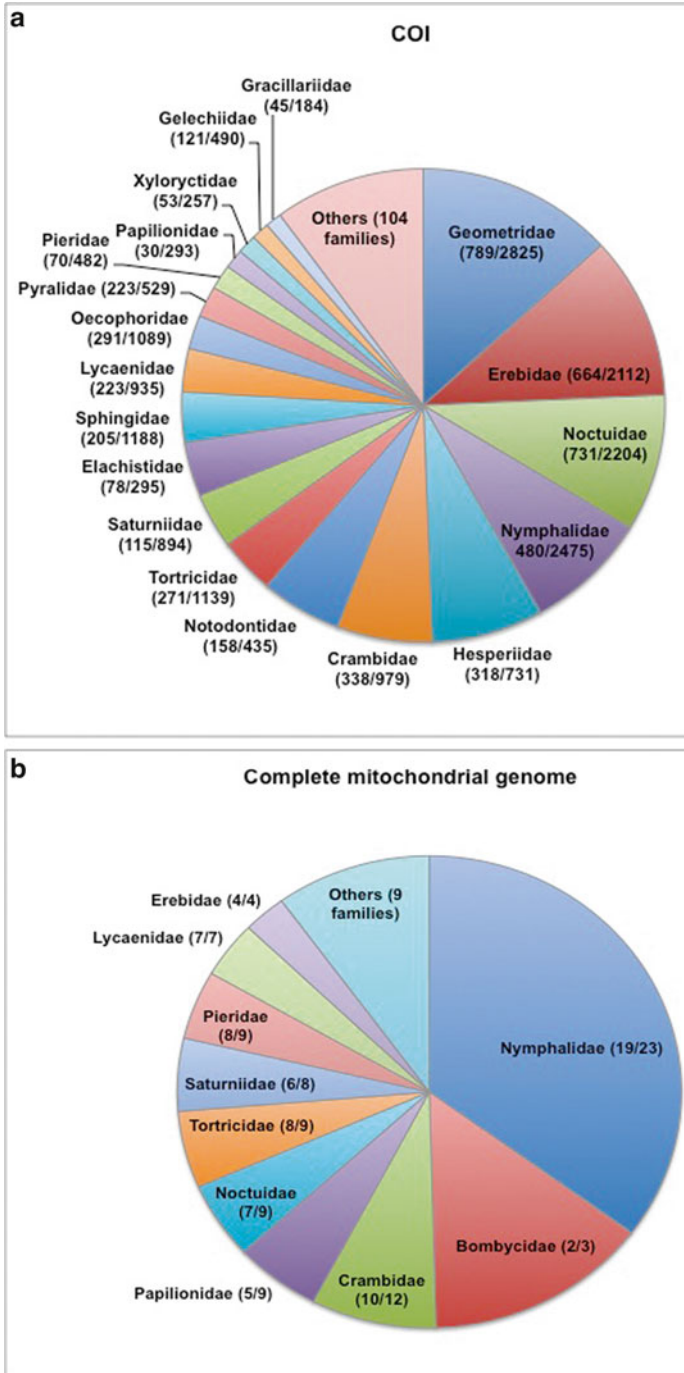 a
COI
Gracillariidae
(45/184)
Gelechiidae
(121/490)
Xyloryctidae
(53/257)
Papilionidae
(30/293)
Pieridae
(70/482)
Pyralidae (223/529)
Oecophoridae
(291/1089)
Lycaenidae
(223/935)
Sphingidae
(205/1188)
Elachistidae
(78/295)
Saturniidae
(115/894)
Tortricidae
(271/1139)
Notodontidae
(158/435)
Crambidae
(338/979)
Hesperiidae
(318/731)
Nymphalidae
480/2475)
Noctuidae
(731/2204)
Erebidae (664/2112)
Geometridae
(789/2825)
Others (104
families)
b
Complete mitochondrial genome
Others (9
families)
Erebidae (4/4)
Lycaenidae (7/7)
Pieridae
(8/9)
Saturniidae (6/8)
Tortricidae (8/9)
Noctuidae
(7/9)
Papilionidae (5/9)
Crambidae
(10/12)
Bombycidae (2/3)
Nymphalidae (19/23)